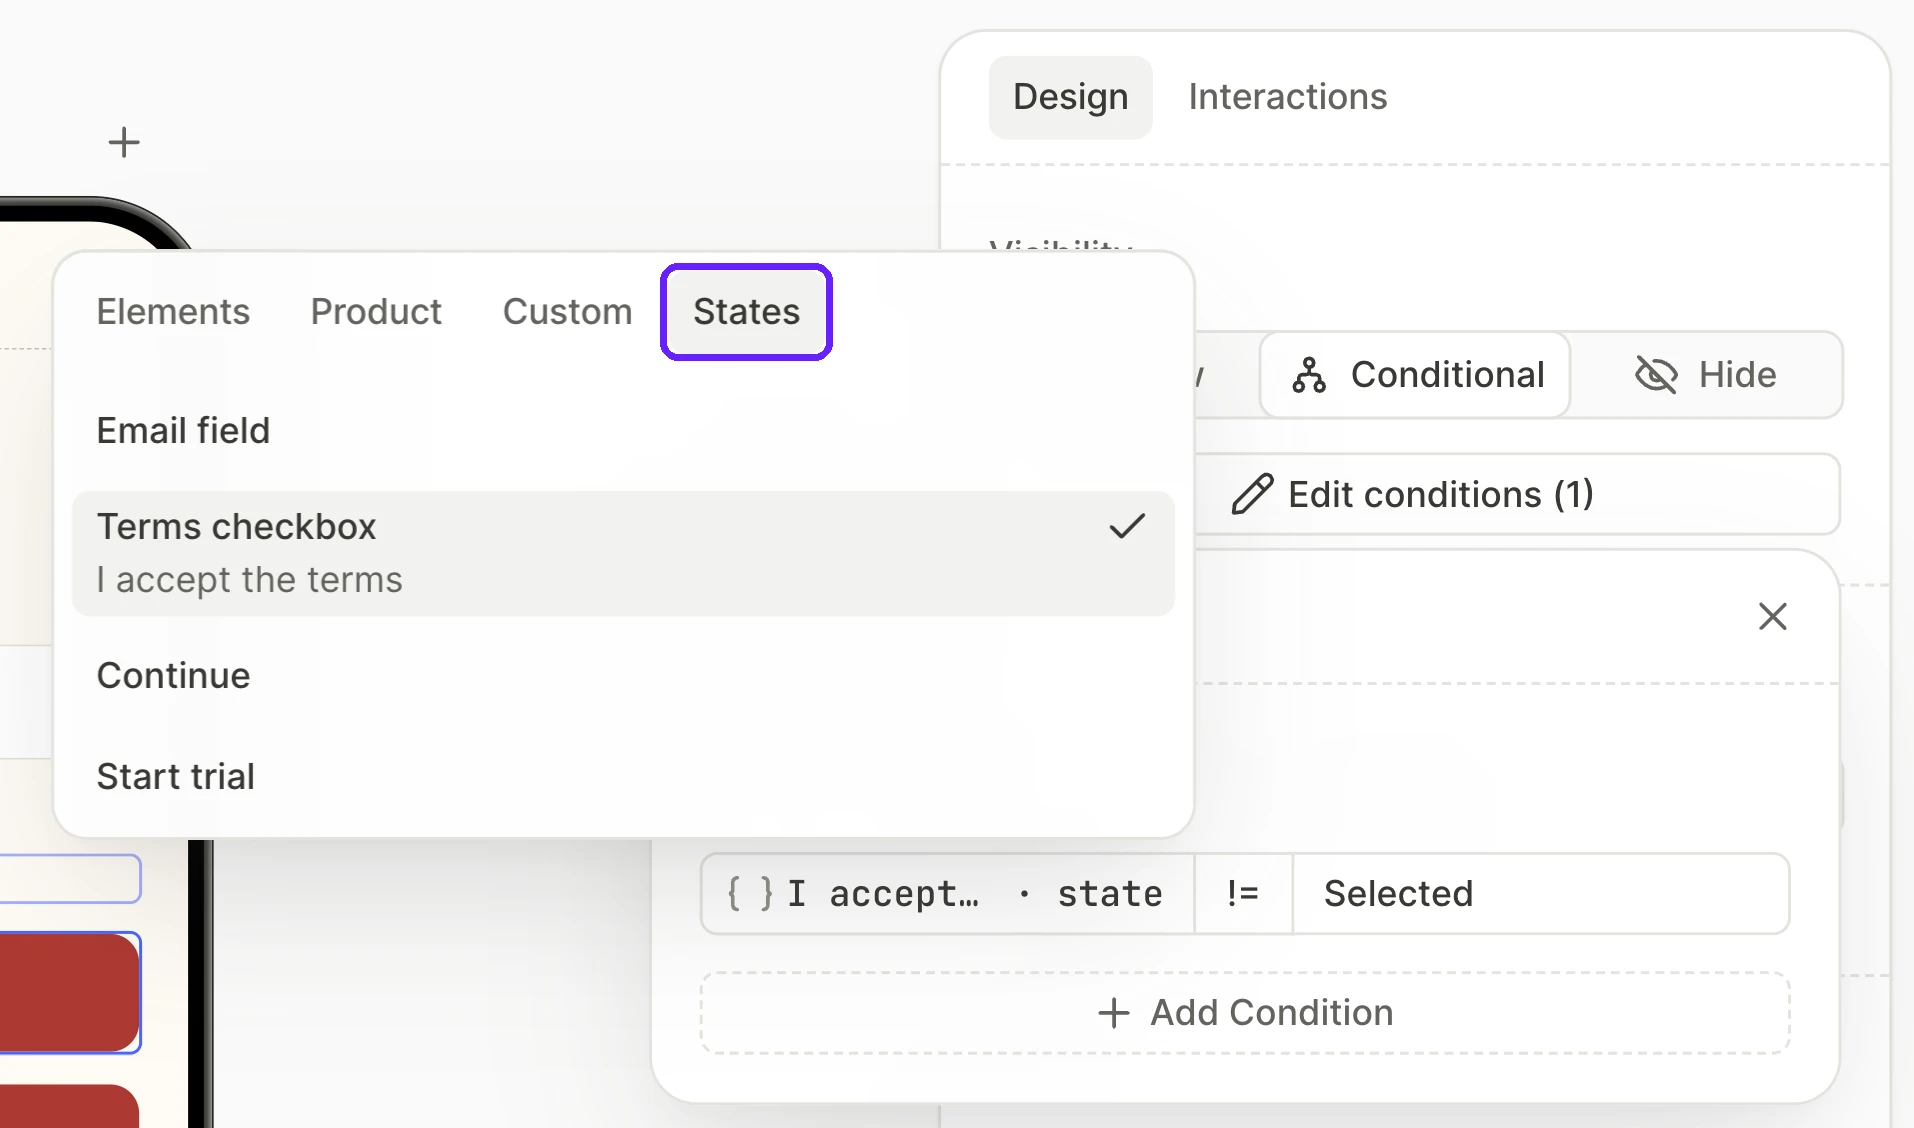 Design
Interactions
Visibility
Elements
Product
Custom
States
Conditional
Hide
Email field
Edit conditions (1)
Terms checkbox
I accept the terms
Continue
Start trial
{ } I accept… · state
!=
Selected
+ Add Condition